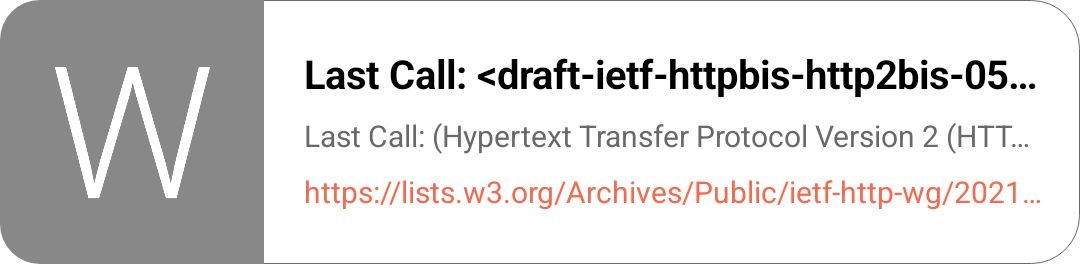 W
Last Call: <draft-ietf-httpbis-http2bis-05…
Last Call: (Hypertext Transfer Protocol Version 2 (HTT…
https://lists.w3.org/Archives/Public/ietf-http-wg/2021…